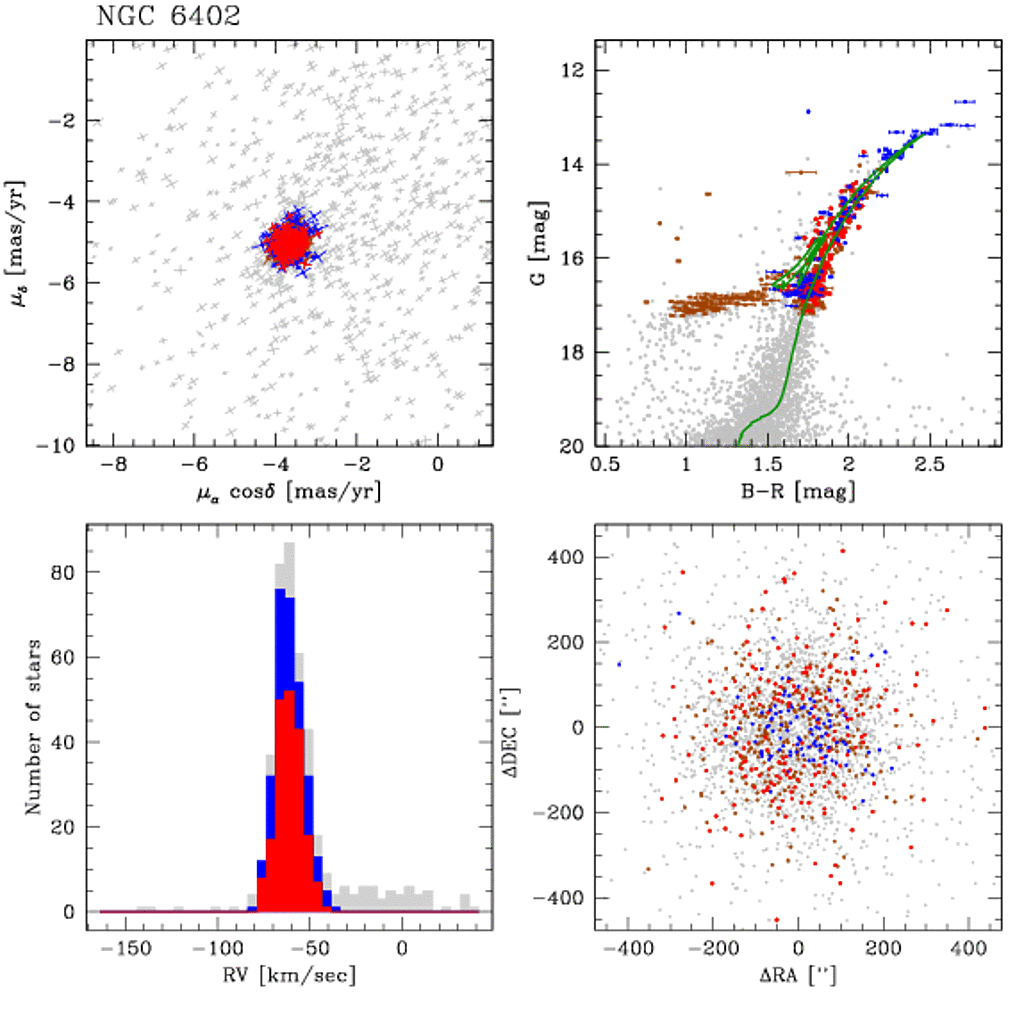 NGC 6402
−2
−4
−6
−8
−10
μδ [mas/yr]
−8 −6 −4 −2 0
μα cosδ [mas/yr]
12
14
16
18
20
G [mag]
0.5 1 1.5 2 2.5
B−R [mag]
80
60
40
20
0
Number of stars
−150 −100 −50 0
RV [km/sec]
400
200
0
−200
−400
ΔDEC [″]
−400 −200 0 200 400
ΔRA [″]